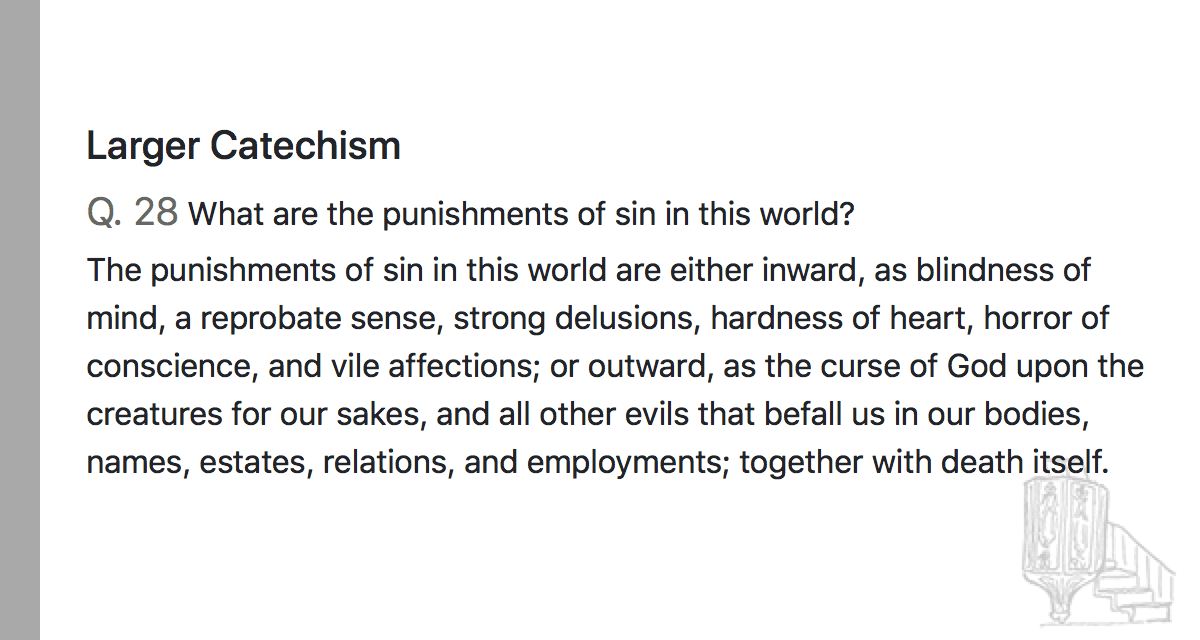 Larger Catechism
Q. 28 What are the punishments of sin in this world?
The punishments of sin in this world are either inward, as blindness of
mind, a reprobate sense, strong delusions, hardness of heart, horror of
conscience, and vile affections; or outward, as the curse of God upon the
creatures for our sakes, and all other evils that befall us in our bodies,
names, estates, relations, and employments; together with death itself.